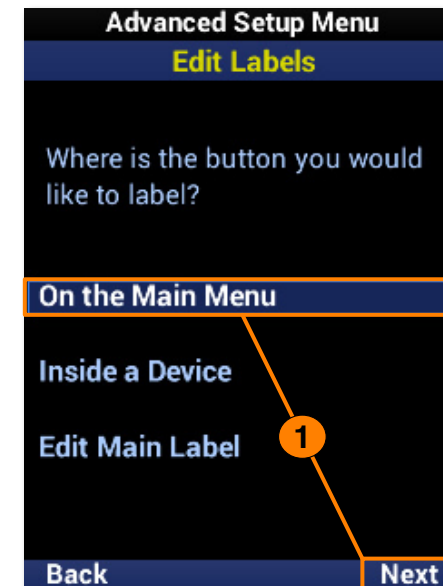 Advanced Setup Menu
Edit Labels
Where is the button you would
like to label?
On the Main Menu
Inside a Device
1
Edit Main Label
Back Next